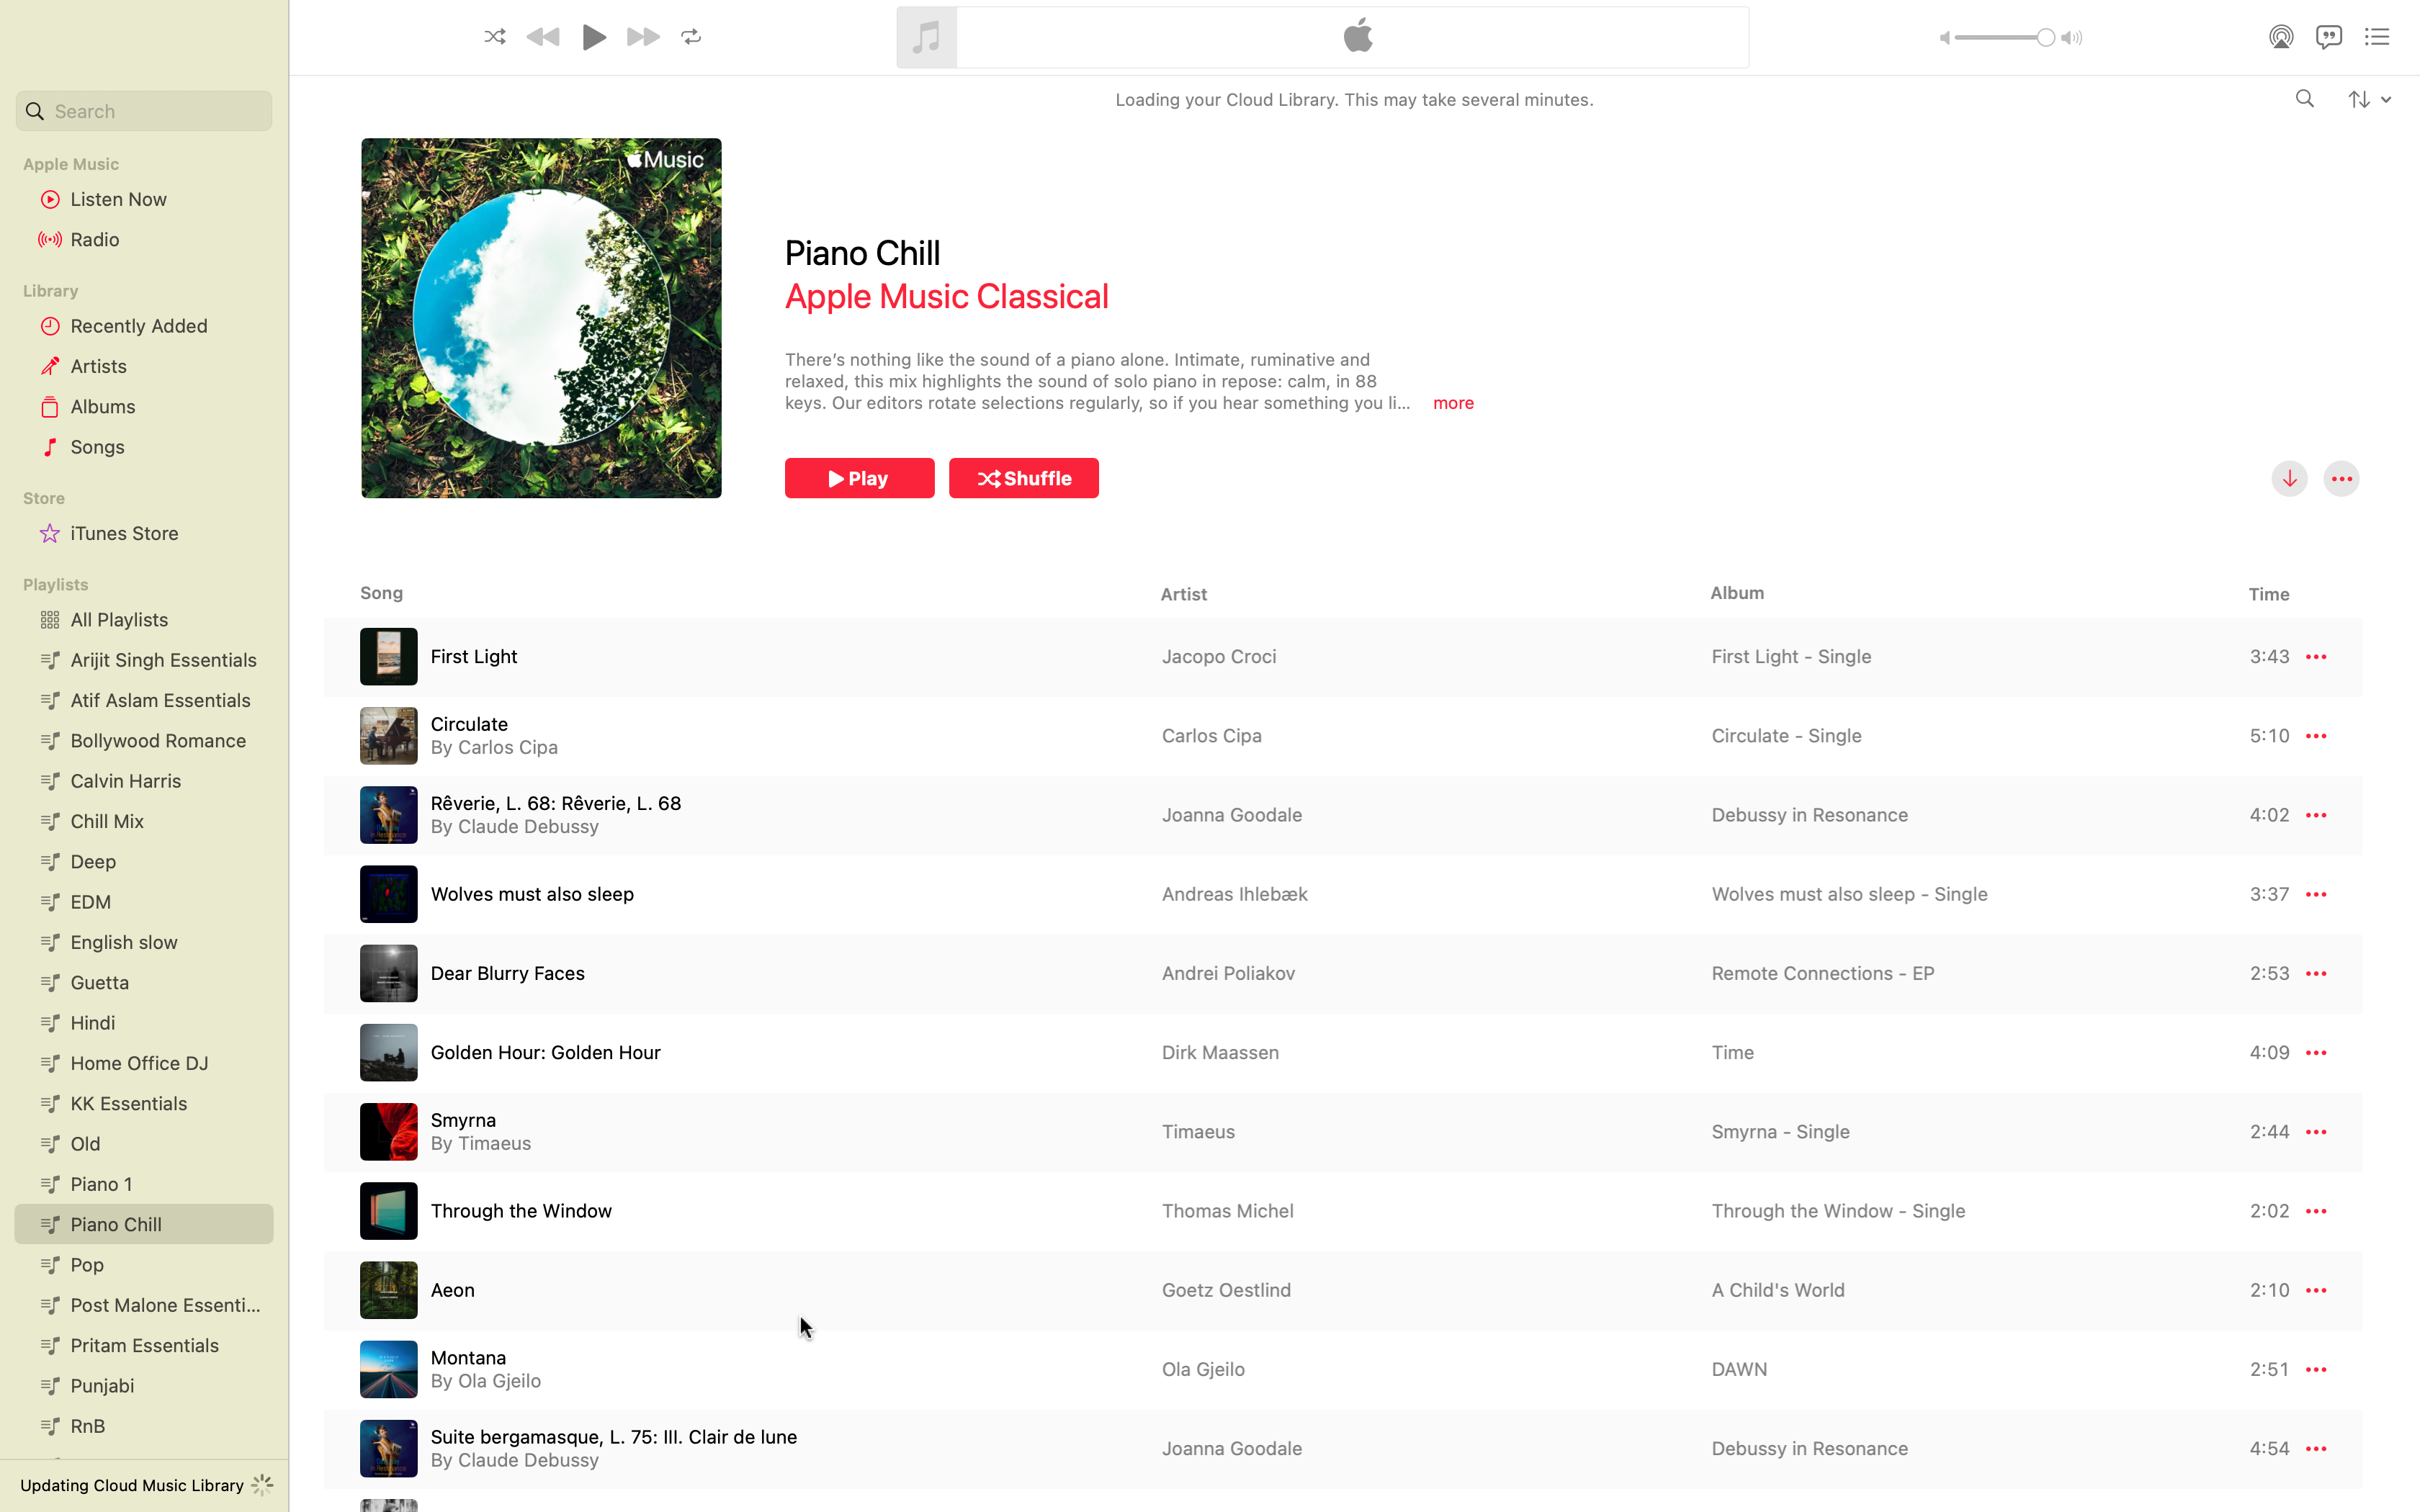 Search
Apple Music
Listen Now
Radio
Library
Recently Added
Artists
Albums
Songs
Store
iTunes Store
Playlists
All Playlists
Arijit Singh Essentials
Atif Aslam Essentials
Bollywood Romance
Calvin Harris
Chill Mix
Deep
EDM
English slow
Guetta
Hindi
Home Office DJ
KK Essentials
Old
Piano 1
Piano Chill
Pop
Post Malone Essenti...
Pritam Essentials
Punjabi
RnB
Updating Cloud Music Library
Loading your Cloud Library. This may take several minutes.
Music
Piano Chill
Apple Music Classical
There's nothing like the sound of a piano alone. Intimate, ruminative and
relaxed, this mix highlights the sound of solo piano in repose: calm, in 88
keys. Our editors rotate selections regularly, so if you hear something you li... more
Play Shuffle
Song Artist Album Time
First Light Jacopo Croci First Light - Single 3:43
Circulate
By Carlos Cipa Carlos Cipa Circulate - Single 5:10
Rêverie, L. 68: Rêverie, L. 68
By Claude Debussy Joanna Goodale Debussy in Resonance 4:02
Wolves must also sleep Andreas Ihlebæk Wolves must also sleep - Single 3:37
Dear Blurry Faces Andrei Poliakov Remote Connections - EP 2:53
Golden Hour: Golden Hour Dirk Maassen Time 4:09
Smyrna
By Timaeus Timaeus Smyrna - Single 2:44
Through the Window Thomas Michel Through the Window - Single 2:02
Aeon Goetz Oestlind A Child's World 2:10
Montana
By Ola Gjeilo Ola Gjeilo DAWN 2:51
Suite bergamasque, L. 75: III. Clair de lune
By Claude Debussy Joanna Goodale Debussy in Resonance 4:54